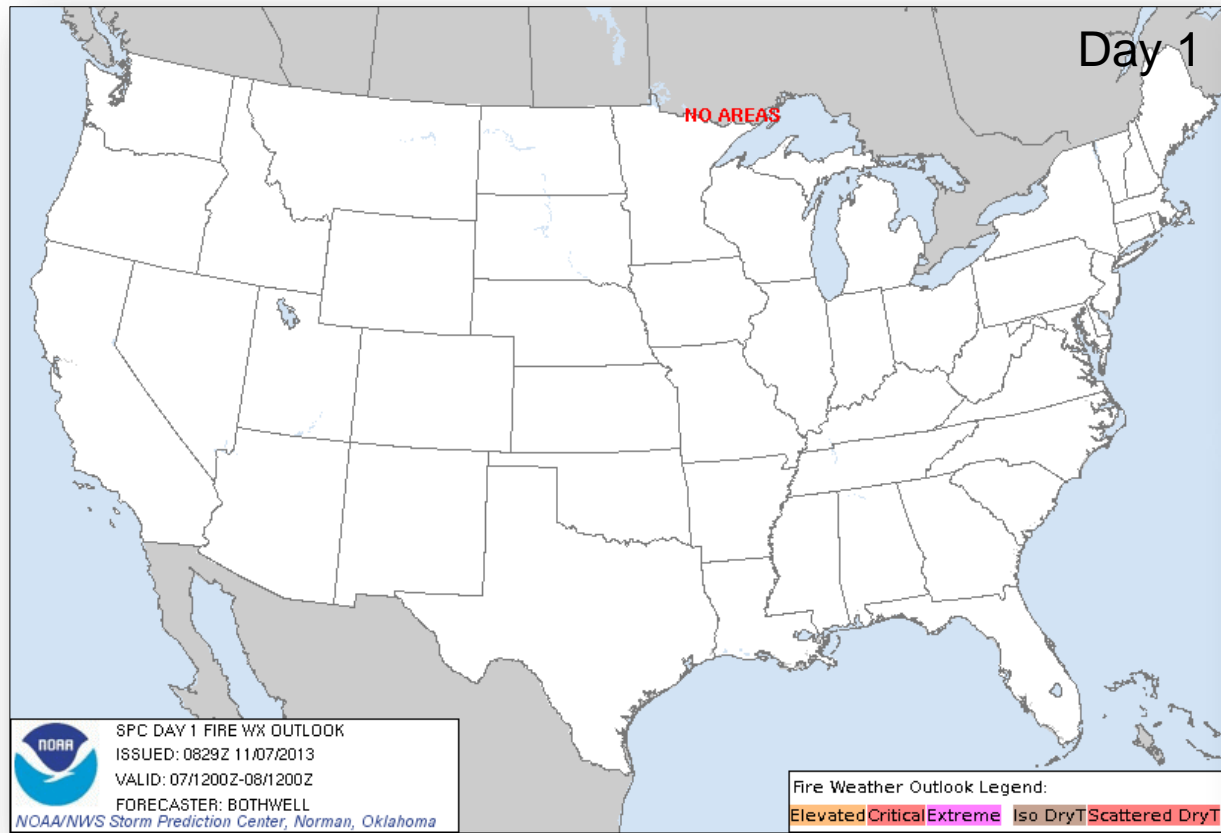 Day 1
NO AREAS
NOAA
SPC DAY 1 FIRE WX OUTLOOK
ISSUED: 0829Z 11/07/2013
VALID: 07/1200Z-08/1200Z
FORECASTER: BOTHWELL
NOAA/NWS Storm Prediction Center, Norman, Oklahoma
Fire Weather Outlook Legend:
Elevated Critical Extreme Iso DryT Scattered DryT